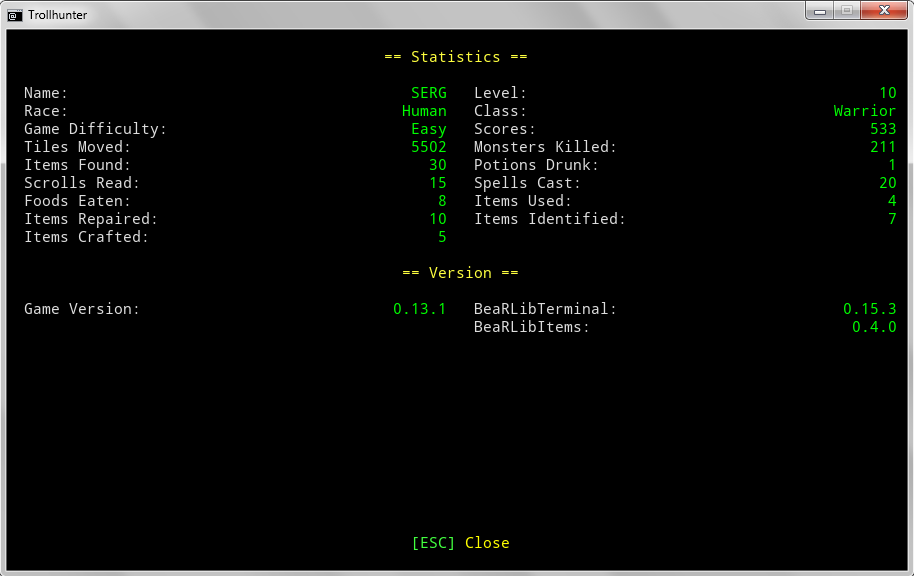 Trollhunter
== Statistics ==
Name: SERG Level: 10
Race: Human Class: Warrior
Game Difficulty: Easy Scores: 533
Tiles Moved: 5502 Monsters Killed: 211
Items Found: 30 Potions Drunk: 1
Scrolls Read: 15 Spells Cast: 20
Foods Eaten: 8 Items Used: 4
Items Repaired: 10 Items Identified: 7
Items Crafted: 5
== Version ==
Game Version: 0.13.1 BeaRLibTerminal: 0.15.3
BeaRLibItems: 0.4.0
[ESC] Close